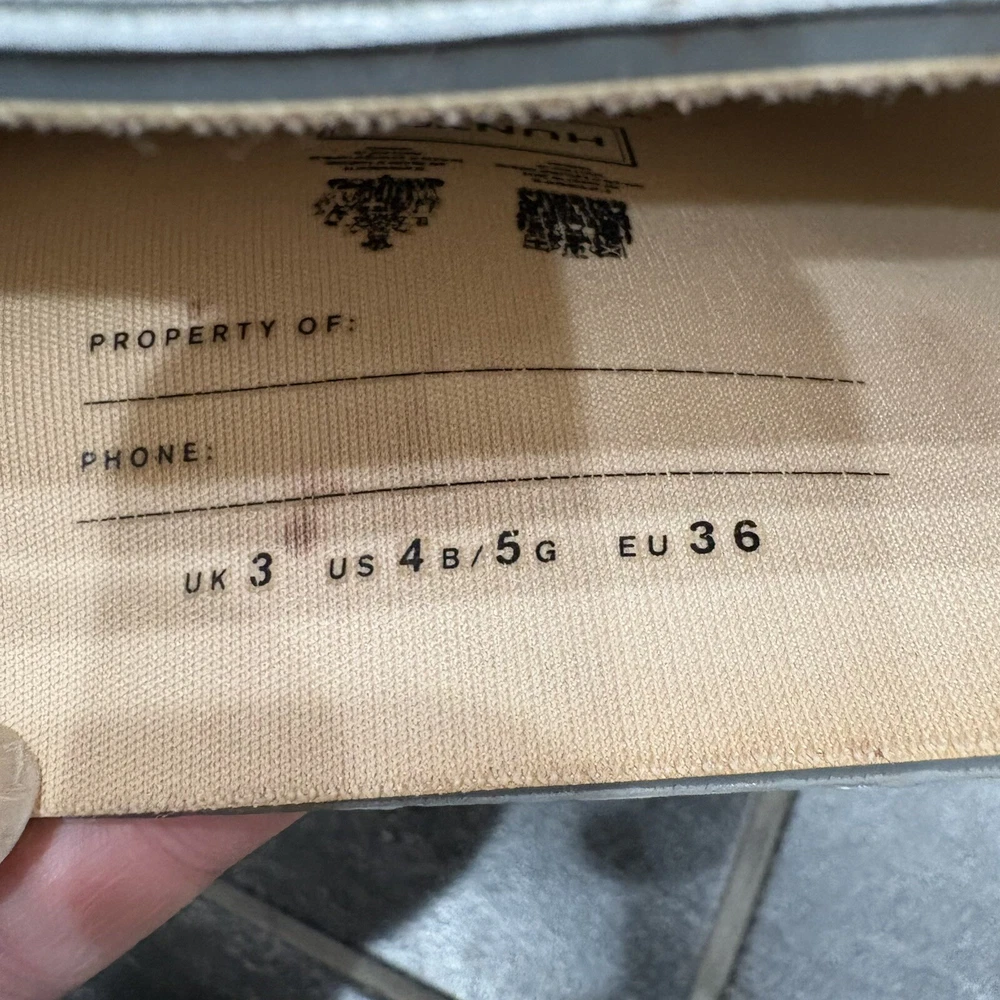 PROPERTY OF:
PHONE:
UK 3 US 4 B/5 G EU 36